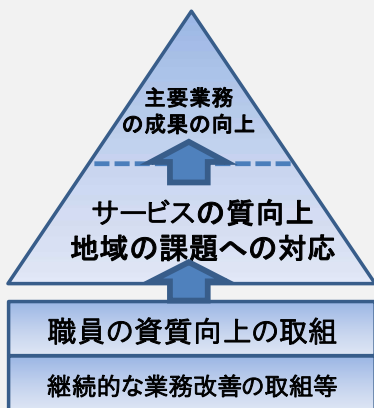 主要業務
の成果の向上
サービスの質向上
地域の課題への対応
職員の資質向上の取組
継続的な業務改善の取組等